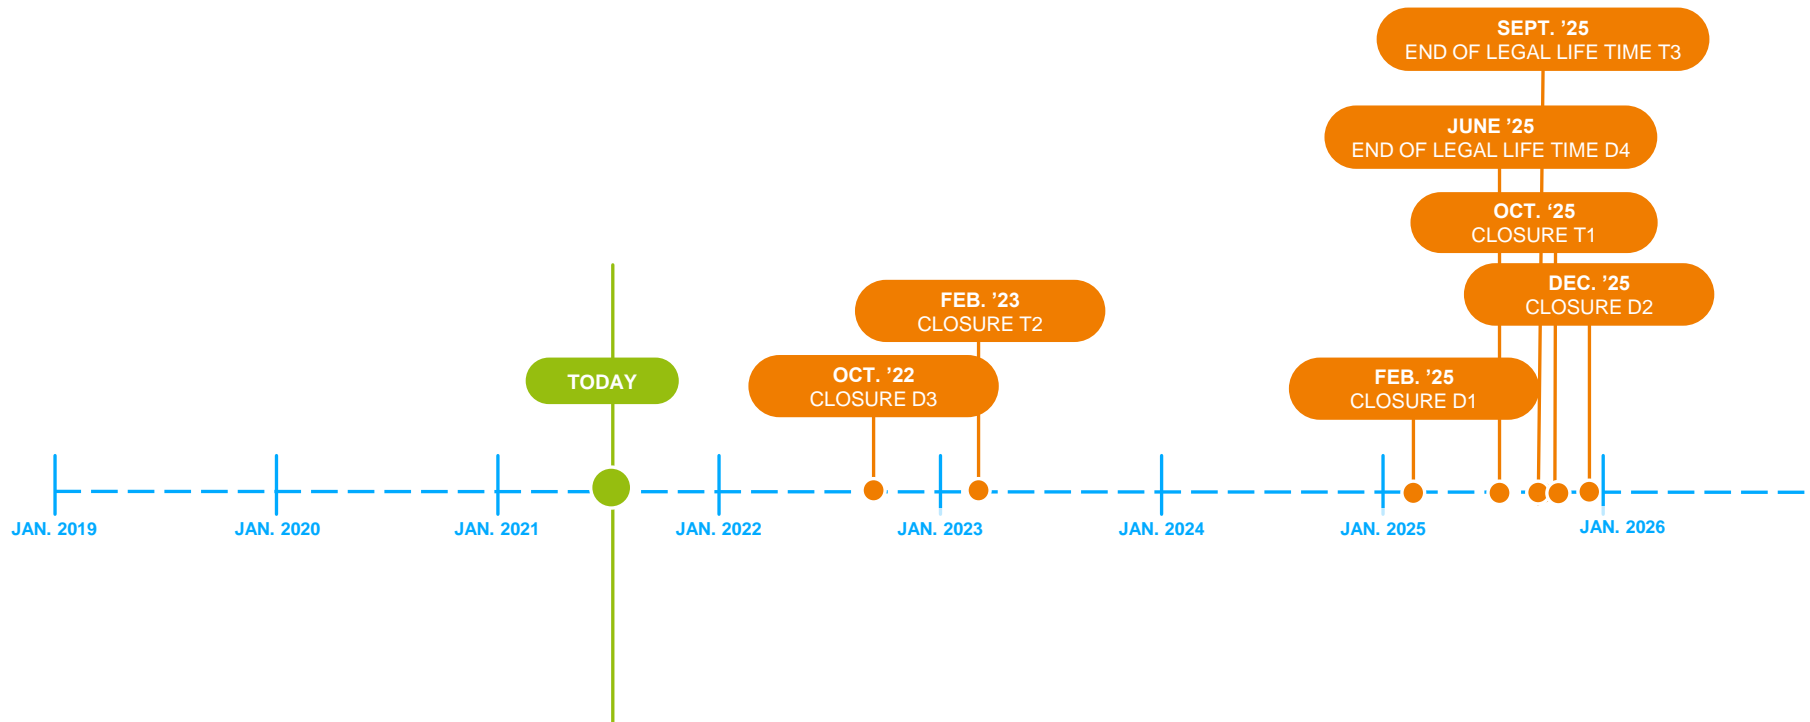 SEPT. ’25
END OF LEGAL LIFE TIME T3
JUNE ’25
END OF LEGAL LIFE TIME D4
OCT. ‘25
CLOSURE T1
DEC. ’25
CLOSURE D2
FEB. ’23
CLOSURE T2
TODAY
OCT. ’22
CLOSURE D3
FEB. ’25
CLOSURE D1
JAN. 2019
JAN. 2020
JAN. 2021
JAN. 2022
JAN. 2023
JAN. 2024
JAN. 2025
JAN. 2026